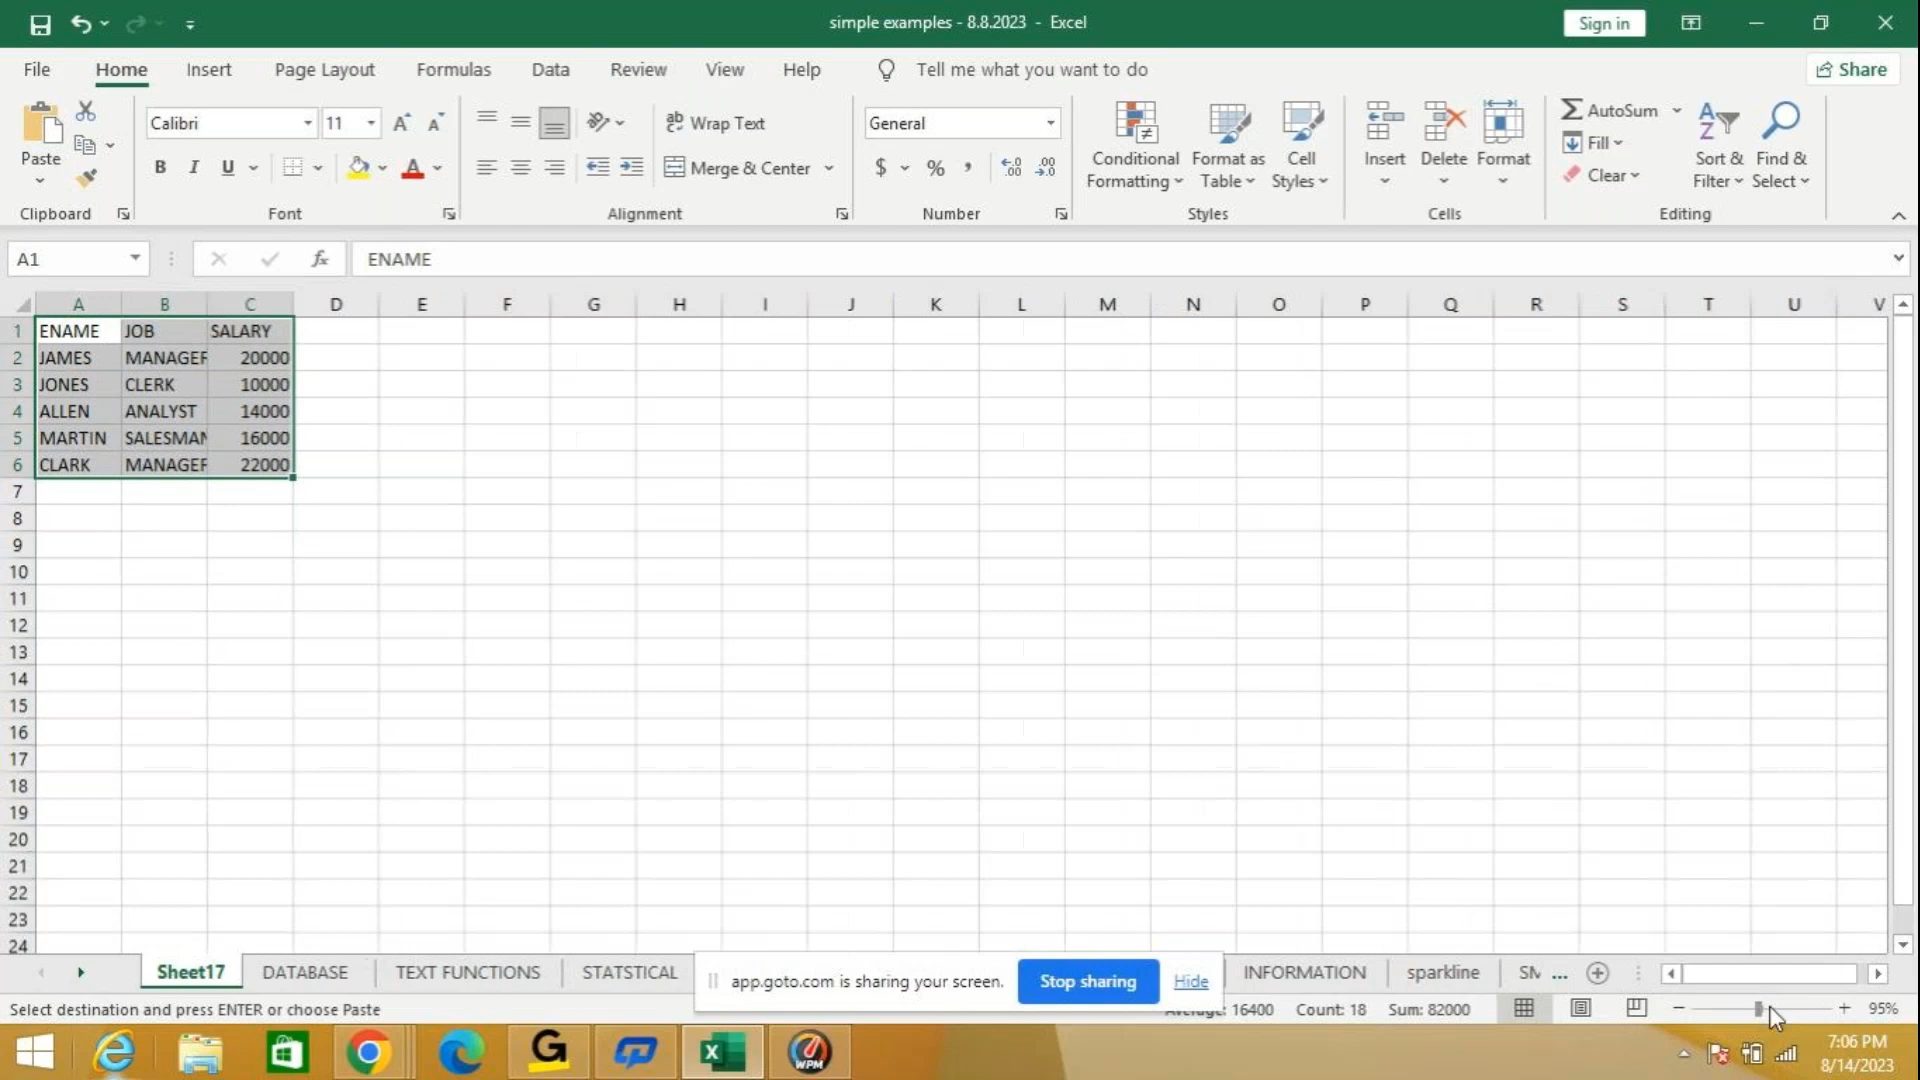 simple examples - 8.8.2023 - Excel
Sign in
File Home Insert Page Layout Formulas Data Review View Help Tell me what you want to do Share
Paste
Clipboard
Calibri 11
B I U A
Font
Wrap Text
Merge & Center
Alignment
General
$ % ,
Number
Conditional Formatting
Format as Table
Cell Styles
Styles
Insert Delete Format
Cells
AutoSum
Fill
Clear
Sort & Filter
Find & Select
Editing
A1 fx ENAME
A B C D E F G H I J K L M N O P Q R S T U V
1 ENAME JOB SALARY
2 JAMES MANAGER 20000
3 JONES CLERK 10000
4 ALLEN ANALYST 14000
5 MARTIN SALESMAN 16000
6 CLARK MANAGER 22000
7
8
9
10
11
12
13
14
15
16
17
18
19
20
21
22
23
24
Sheet17 DATABASE TEXT FUNCTIONS STATSTICAL INFORMATION sparkline ...
app.goto.com is sharing your screen. Stop sharing Hide
Select destination and press ENTER or choose Paste
Average: 16400 Count: 18 Sum: 82000 95%
WPM
7:06 PM
8/14/2023